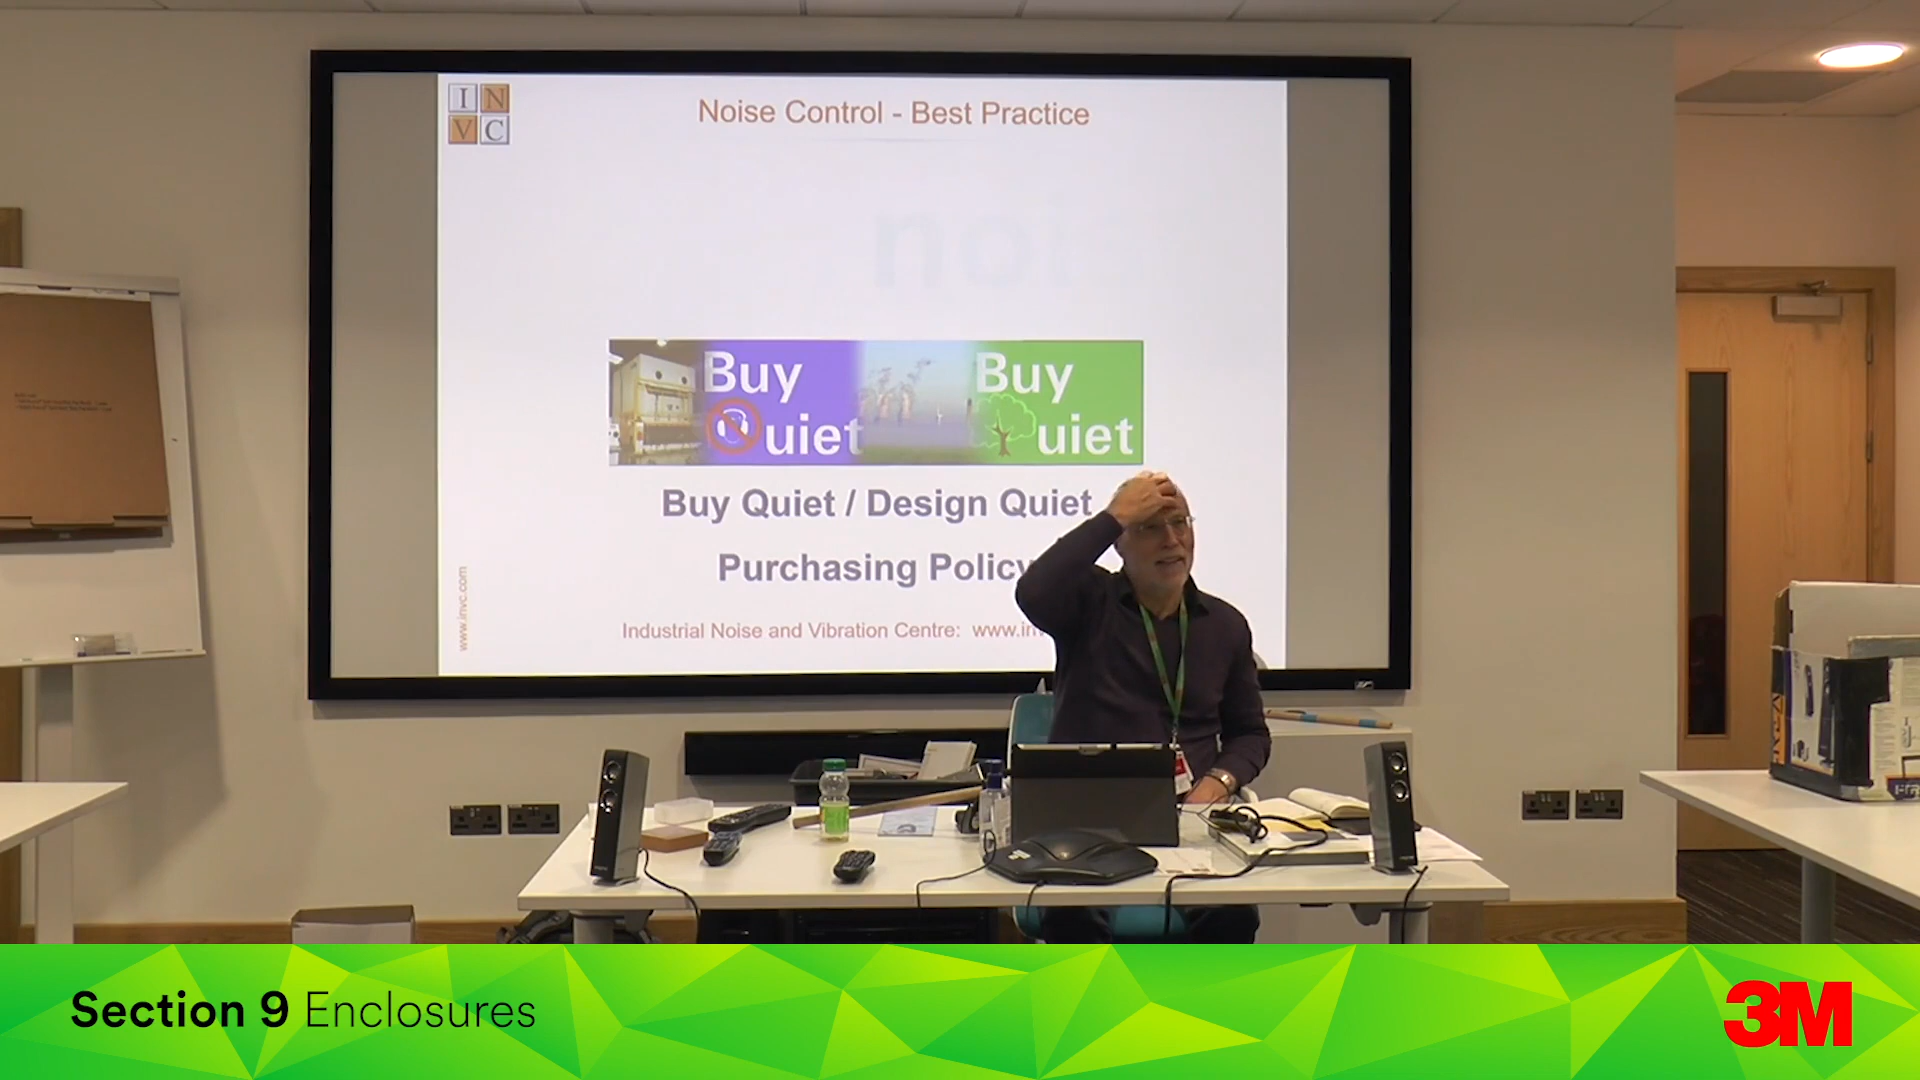 I N
V C
Noise Control - Best Practice
nois
Buy
Quiet
Buy
Quiet
Buy Quiet / Design Quiet
Purchasing Policy
www.invc.com
Industrial Noise and Vibration Centre: www.in
Section 9 Enclosures
3M